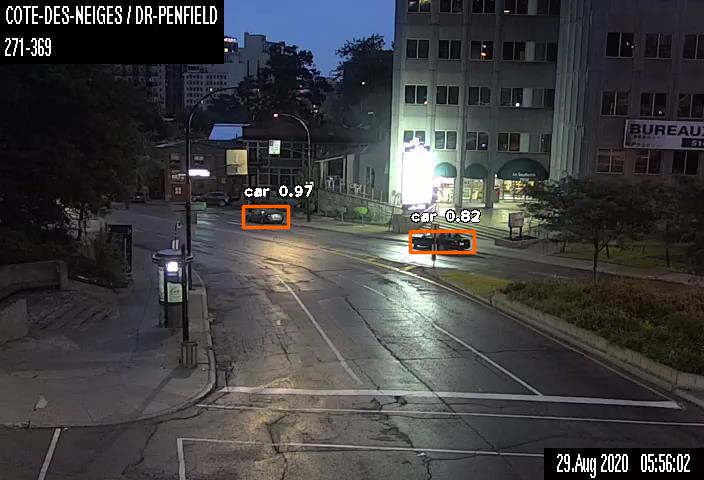 COTE-DES-NEIGES / DR-PENFIELD
271-369
car 0.97
car 0.82
BUREAUX
514
29.Aug 2020 05:56:02